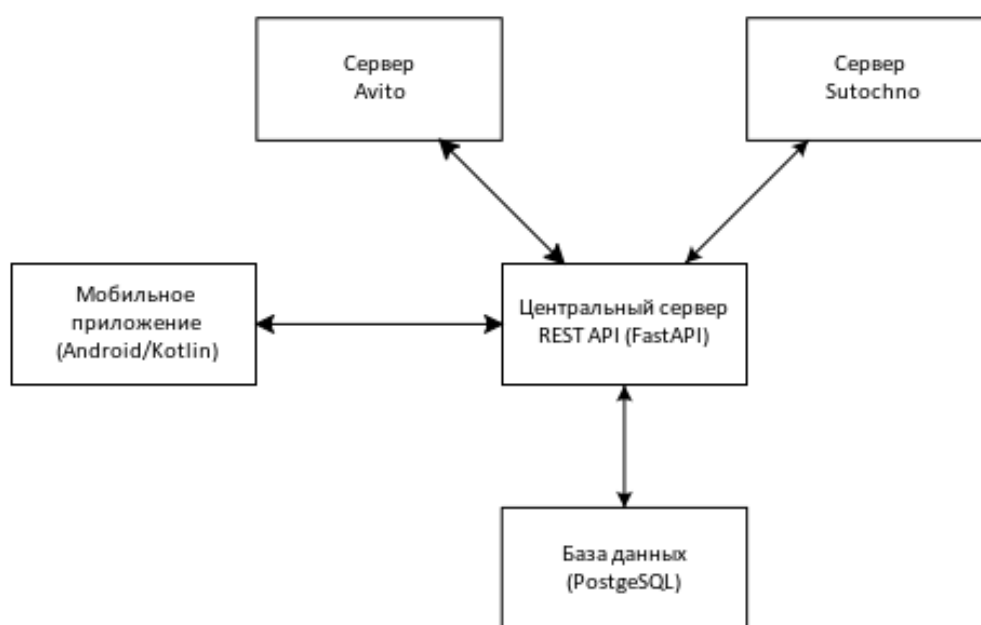 Сервер
Avito
Сервер
Sutochno
Мобильное
приложение
(Android/Kotlin)
Центральный сервер
REST API (FastAPI)
База данных
(PostgeSQL)